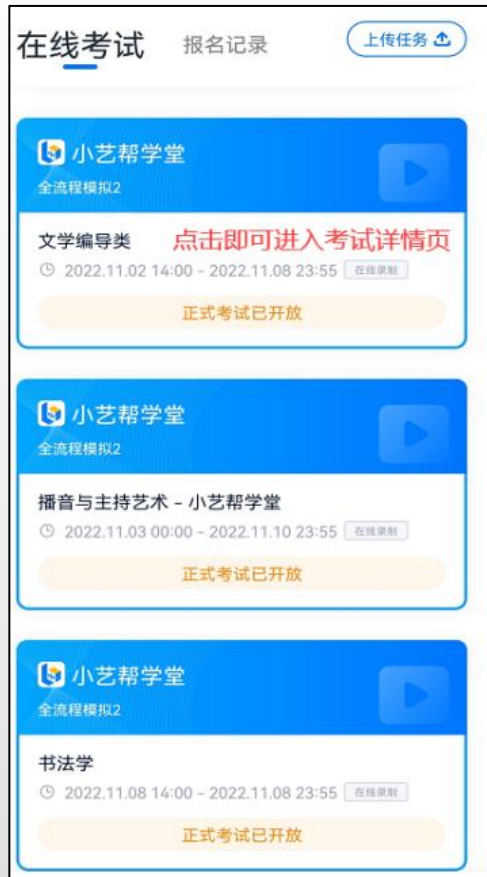 在线考试 报名记录 上传任务
小艺帮学堂
全流程模拟2
文学编导类 点击即可进入考试详情页
2022.11.02 14:00 - 2022.11.08 23:55 在线录制
正式考试已开放
小艺帮学堂
全流程模拟2
播音与主持艺术 - 小艺帮学堂
2022.11.03 00:00 - 2022.11.10 23:55 在线录制
正式考试已开放
小艺帮学堂
全流程模拟2
书法学
2022.11.08 14:00 - 2022.11.08 23:55 在线录制
正式考试已开放